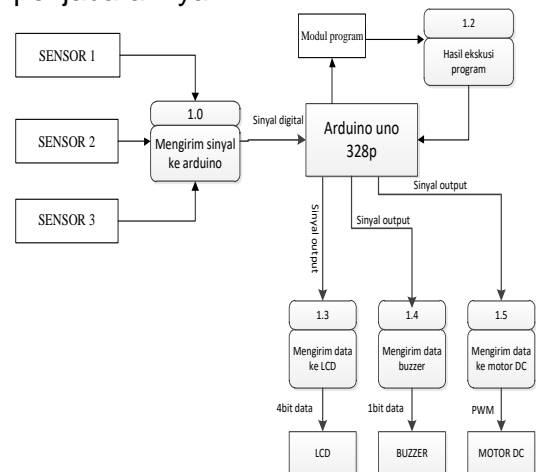 Modul program
1.2
Hasil ekskusi
program
SENSOR 1
1.0
Mengirim sinyal
ke arduino
SENSOR 2
SENSOR 3
Sinyal digital
Arduino uno
328p
Sinyal output
Sinyal output
Sinyal output
1.3
Mengirim data
ke LCD
1.4
Mengirim data
buzzer
1.5
Mengirim data
ke motor DC
4bit data
1bit data
PWM
LCD
BUZZER
MOTOR DC